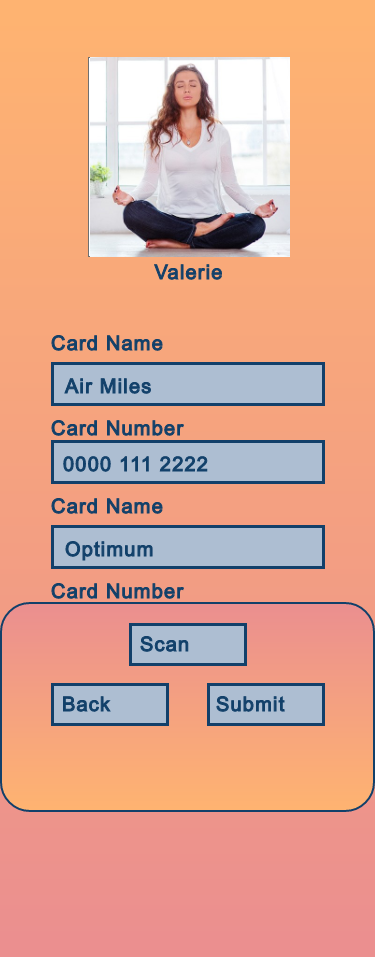 Valerie
Card Name
Air Miles
Card Number
0000 111 2222
Card Name
Optimum
Card Number
Scan
Back Submit